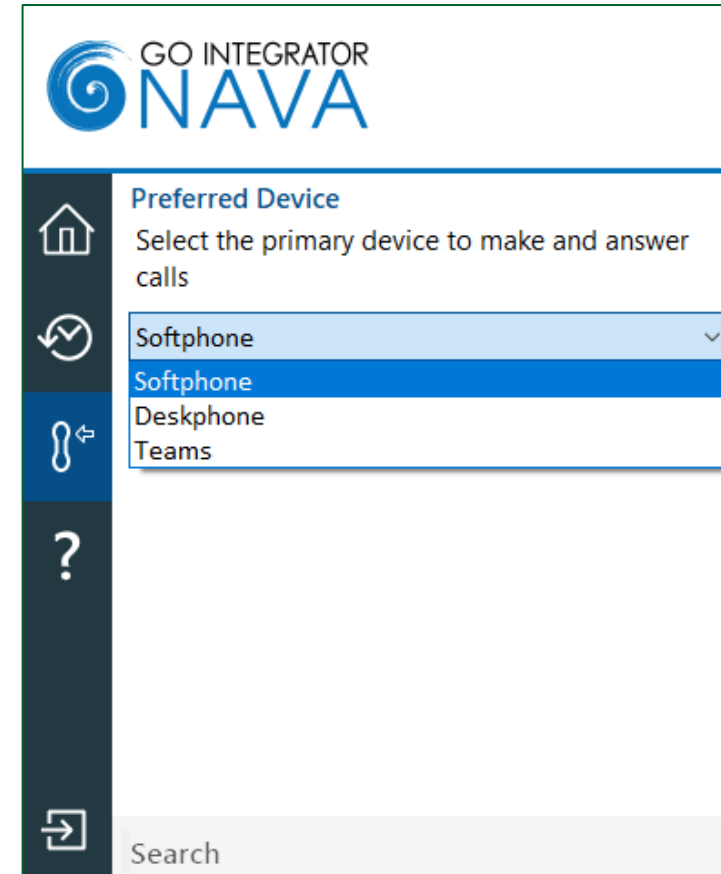 GO INTEGRATOR
NAVA
Preferred Device
Select the primary device to make and answer
calls
Softphone
Softphone
Deskphone
Teams
?
Search